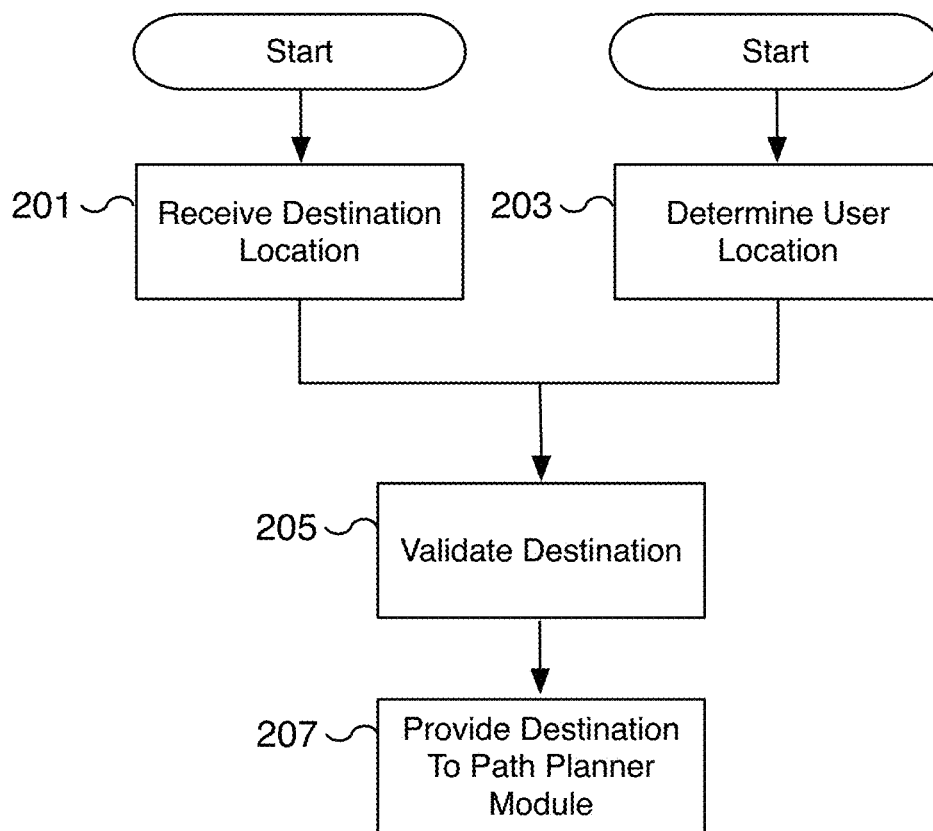 Start
Start
201
Receive Destination
Location
203
Determine User
Location
205
Validate Destination
207
Provide Destination
To Path Planner
Module